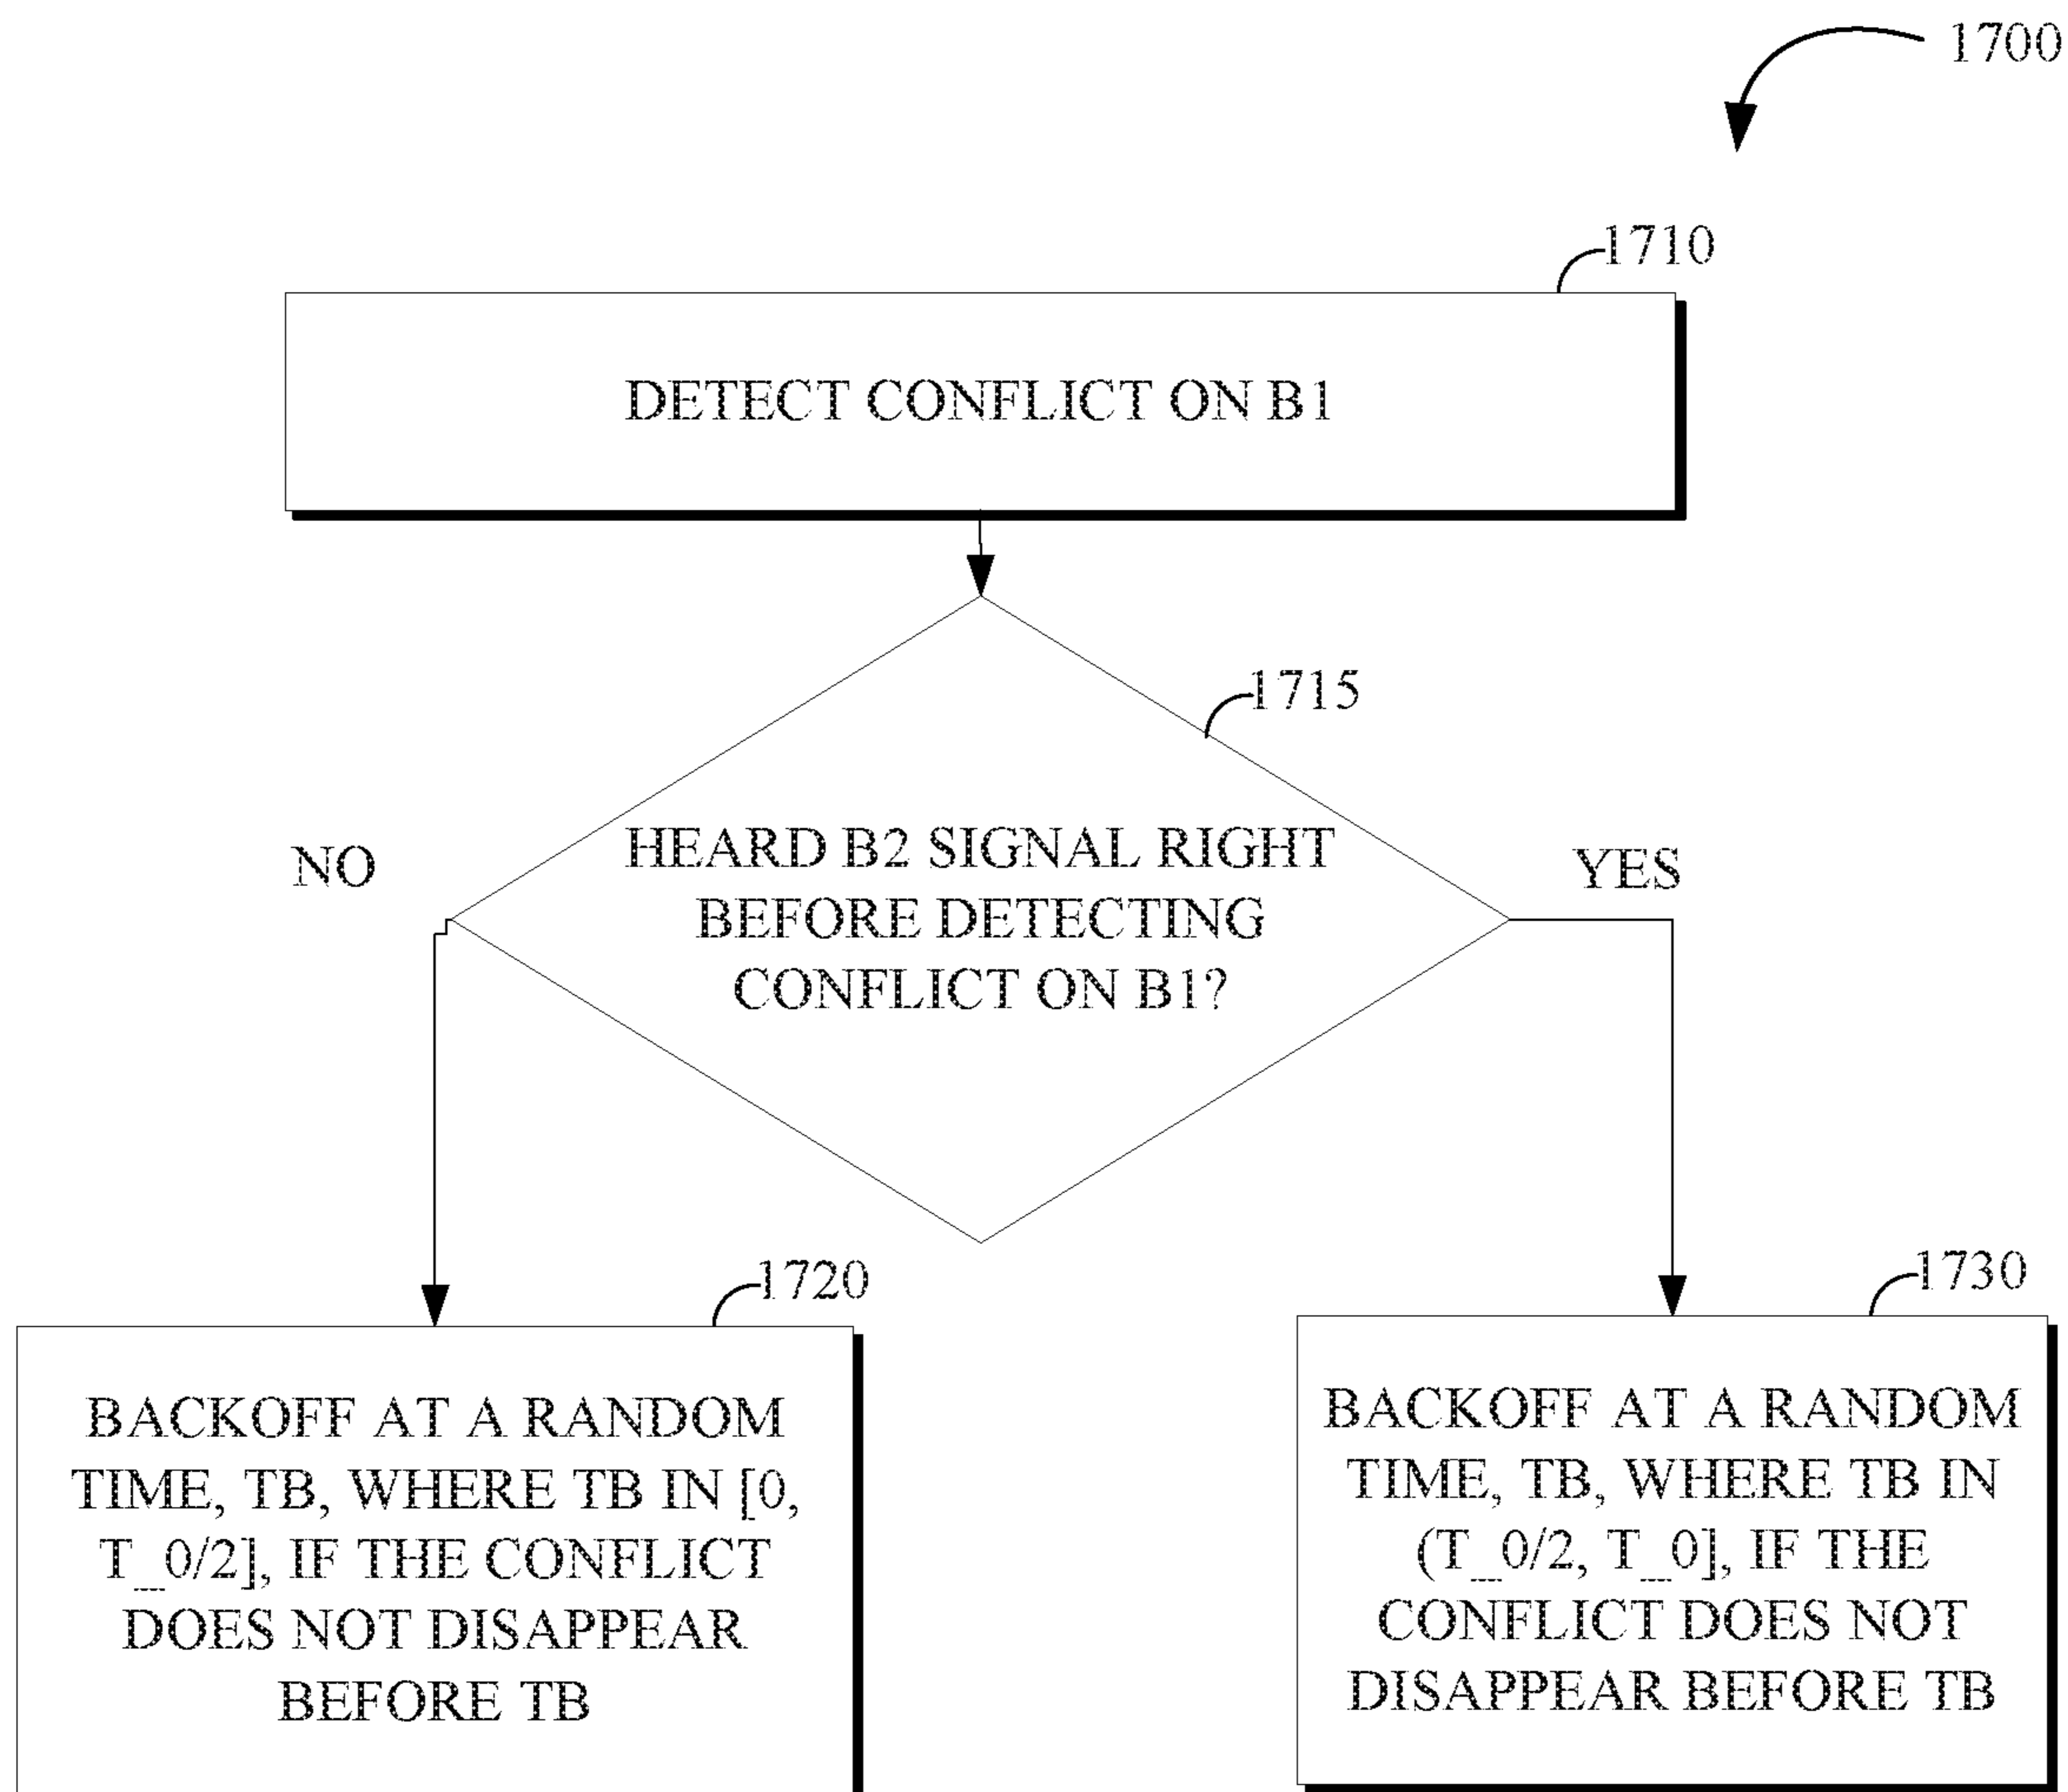 1700
1710
DETECT CONFLICT ON B1
1715
HEARD B2 SIGNAL RIGHT
BEFORE DETECTING
CONFLICT ON B1?
NO
YES
1720
BACKOFF AT A RANDOM
TIME, TB, WHERE TB IN [0,
T_0/2], IF THE CONFLICT
DOES NOT DISAPPEAR
BEFORE TB
1730
BACKOFF AT A RANDOM
TIME, TB, WHERE TB IN
(T_0/2, T_0], IF THE
CONFLICT DOES NOT
DISAPPEAR BEFORE TB